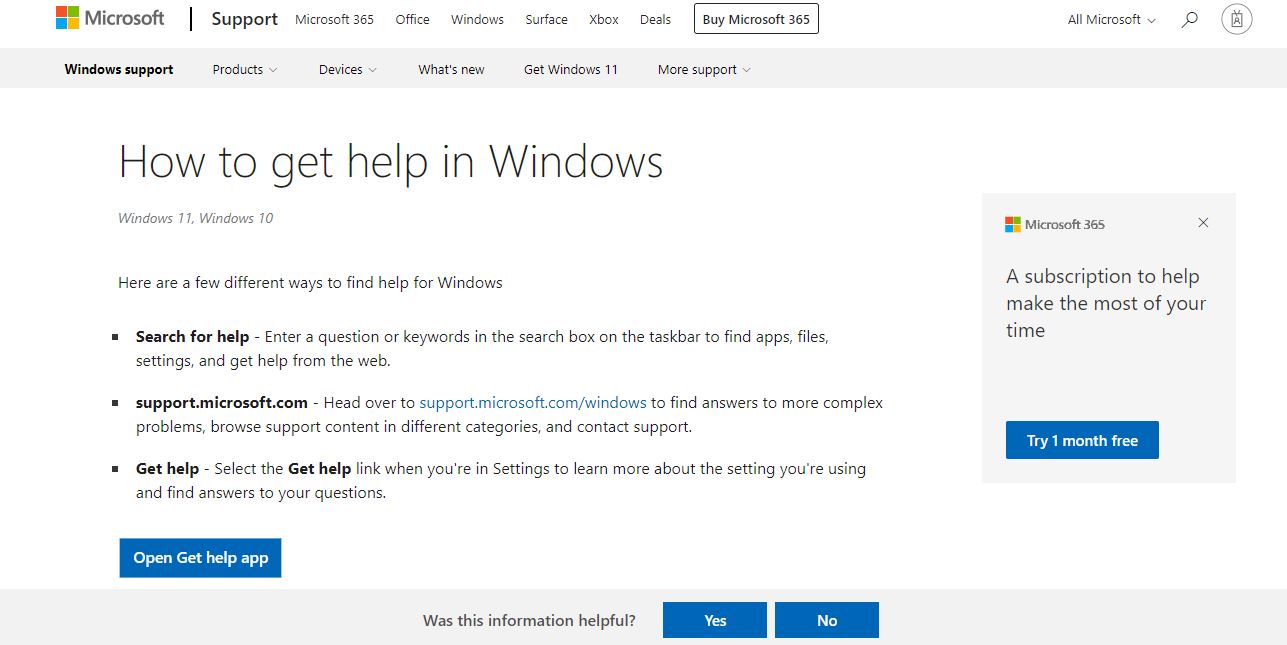 Microsoft Support Microsoft 365 Office Windows Surface Xbox Deals Buy Microsoft 365 All Microsoft
Windows support Products Devices What's new Get Windows 11 More support
How to get help in Windows
Windows 11, Windows 10
Here are a few different ways to find help for Windows
Search for help - Enter a question or keywords in the search box on the taskbar to find apps, files,
settings, and get help from the web.
support.microsoft.com - Head over to support.microsoft.com/windows to find answers to more complex
problems, browse support content in different categories, and contact support.
Get help - Select the Get help link when you're in Settings to learn more about the setting you're using
and find answers to your questions.
Open Get help app
Microsoft 365
A subscription to help
make the most of your
time
Try 1 month free
Was this information helpful? Yes No